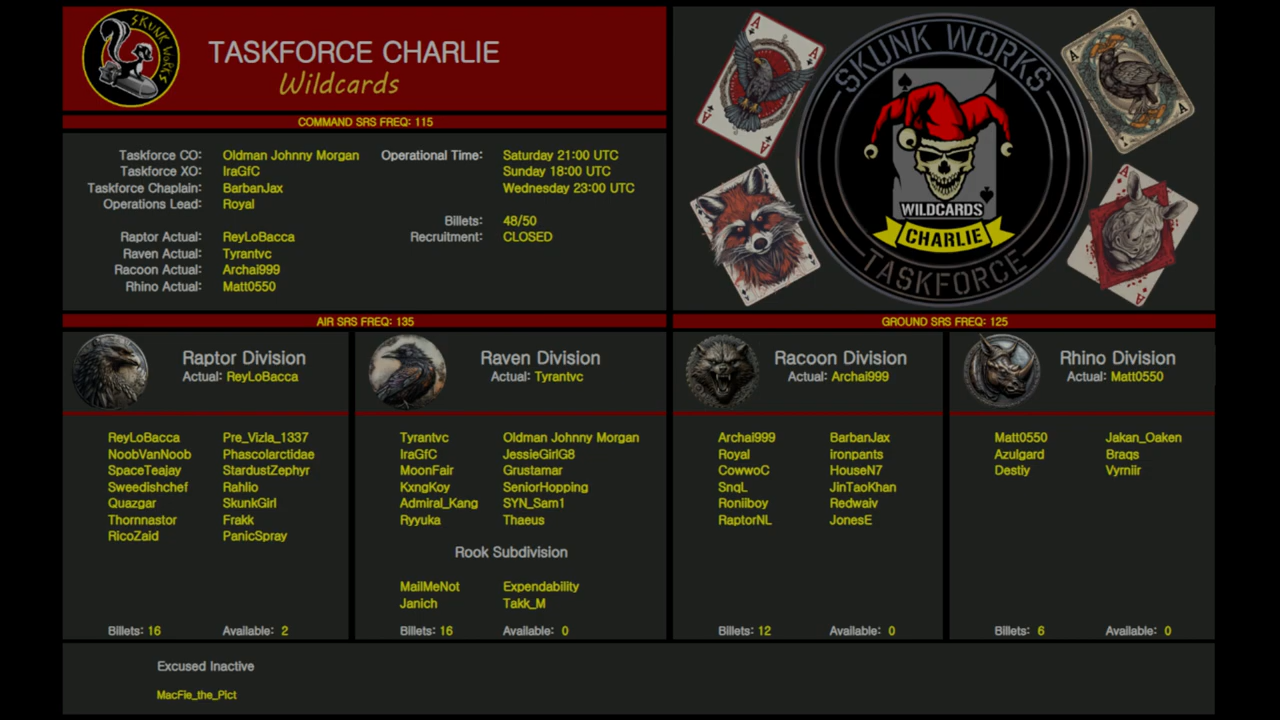 SKUNK WORKS
TASKFORCE CHARLIE
Wildcards
COMMAND SRS FREQ: 115
Taskforce CO: Oldman Johnny Morgan
Taskforce XO: IraGfC
Taskforce Chaplain: BarbanJax
Operations Lead: Royal
Raptor Actual: ReyLoBacca
Raven Actual: Tyrantvc
Racoon Actual: Archal999
Rhino Actual: Matt0550
Operational Time: Saturday 21:00 UTC
Sunday 18:00 UTC
Wednesday 23:00 UTC
Billets: 48/50
Recruitment: CLOSED
A
A
A
A
SKUNK WORKS
WILDCARDS
CHARLIE
TASKFORCE
A
A
AIR SRS FREQ: 135
GROUND SRS FREQ: 125
Raptor Division
Actual: ReyLoBacca
ReyLoBacca Pre_Vizla_1337
NoobVanNoob Phascolarctidae
SpaceTeajay StardustZephyr
Sweedishchef Rahlio
Quazgar SkunkGirl
Thornnastor Frakk
RicoZaid PanicSpray
Billets: 16 Available: 2
Raven Division
Actual: Tyrantvc
Tyrantvc Oldman Johnny Morgan
IraGfC JessieGirlG8
MoonFair Grustamar
KxngKoy SeniorHopping
Admiral_Kang SYN_Sam1
Ryyuka Thaeus
Rook Subdivision
MailMeNot Expendability
Janich Takk_M
Billets: 16 Available: 0
Racoon Division
Actual: Archal999
Archal999 BarbanJax
Royal ironpants
CowwoC HouseN7
SnqL JinTaoKhan
Roniiboy Redwaiv
RaptorNL JonesE
Billets: 12 Available: 0
Rhino Division
Actual: Matt0550
Matt0550 Jakan_Oaken
Azulgard Braqs
Destiy Vyrniir
Billets: 6 Available: 0
Excused Inactive
MacFie_the_Pict